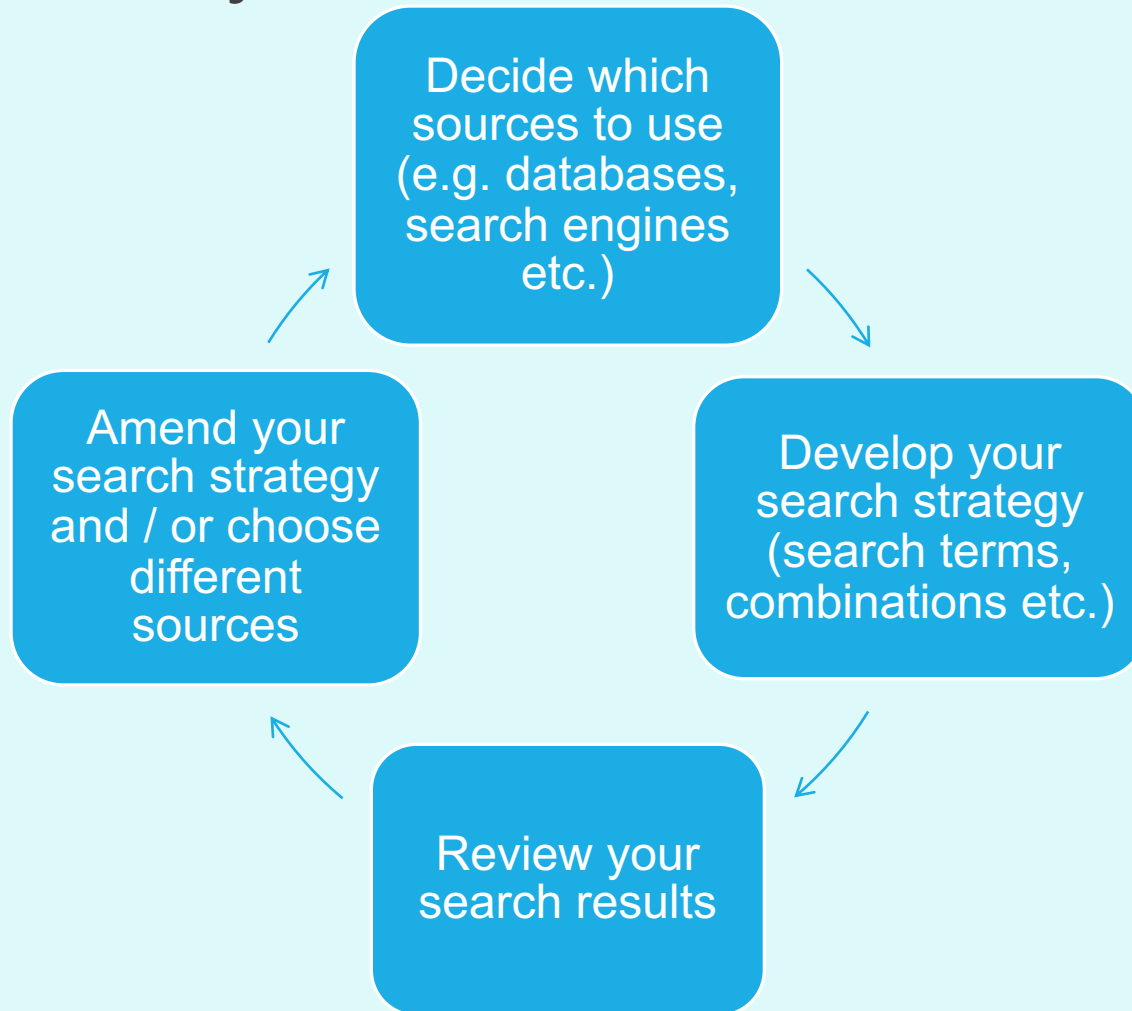 Decide which
sources to use
(e.g. databases,
search engines
etc.)
Develop your
search strategy
(search terms,
combinations etc.)
Review your
search results
Amend your
search strategy
and / or choose
different
sources